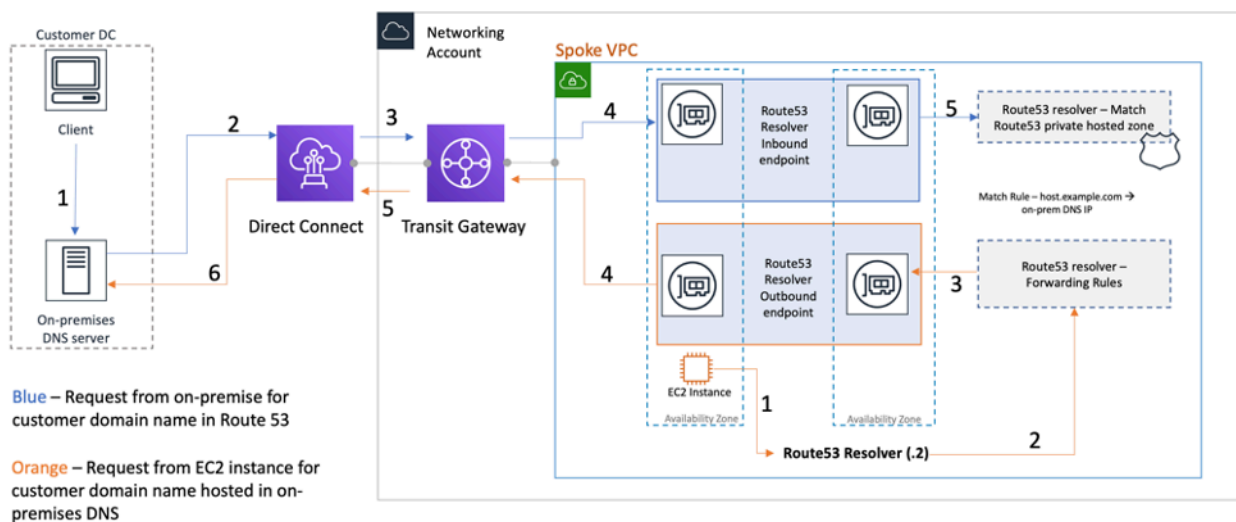 Customer DC
Client
1
On-premises
DNS server
2
6
Direct Connect
3
5
Networking
Account
Transit Gateway
Spoke VPC
4
4
Route53
Resolver
Inbound
endpoint
5
Route53 resolver – Match
Route53 private hosted zone
Match Rule – host.example.com →
on-prem DNS IP
Route53
Resolver
Outbound
endpoint
3
Route53 resolver –
Forwarding Rules
EC2 Instance
1
Availability Zone
Availability Zone
Route53 Resolver (.2)
2
Blue – Request from on-premise for
customer domain name in Route 53
Orange – Request from EC2 instance for
customer domain name hosted in on-
premises DNS